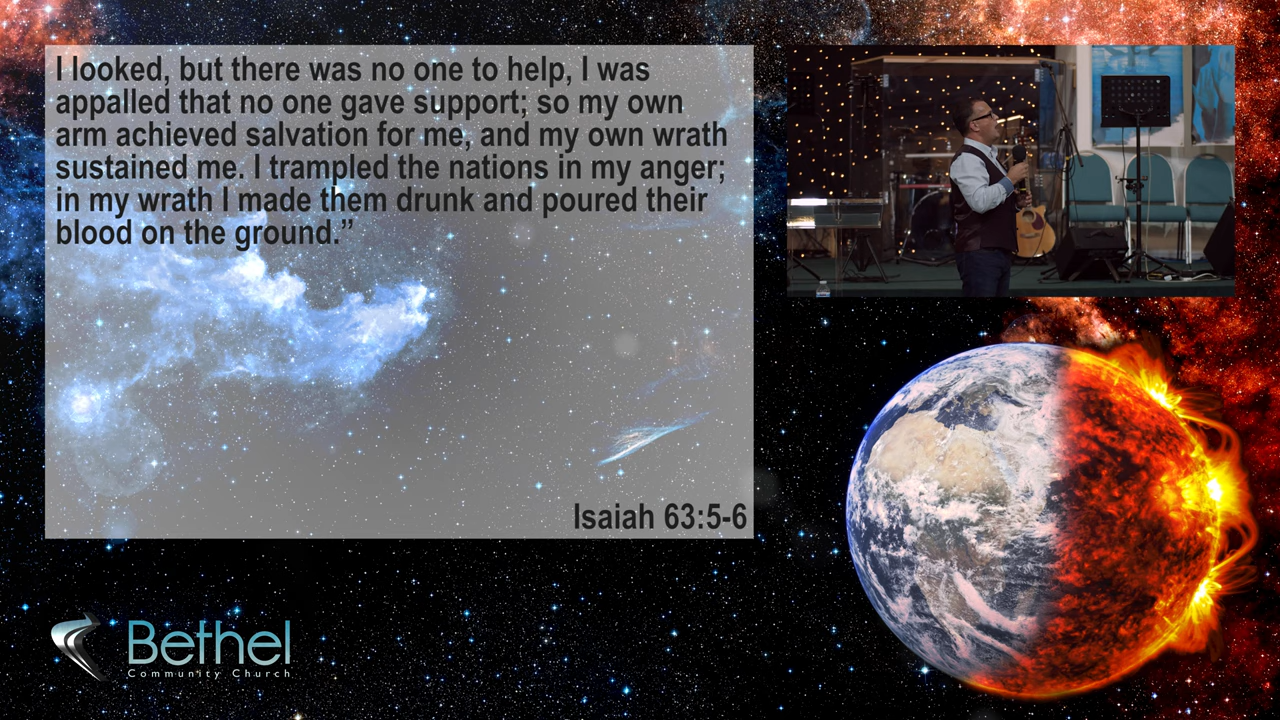 I looked, but there was no one to help, I was
appalled that no one gave support; so my own
arm achieved salvation for me, and my own wrath
sustained me. I trampled the nations in my anger;
in my wrath I made them drunk and poured their
blood on the ground.”
Isaiah 63:5-6
Bethel
Community Church